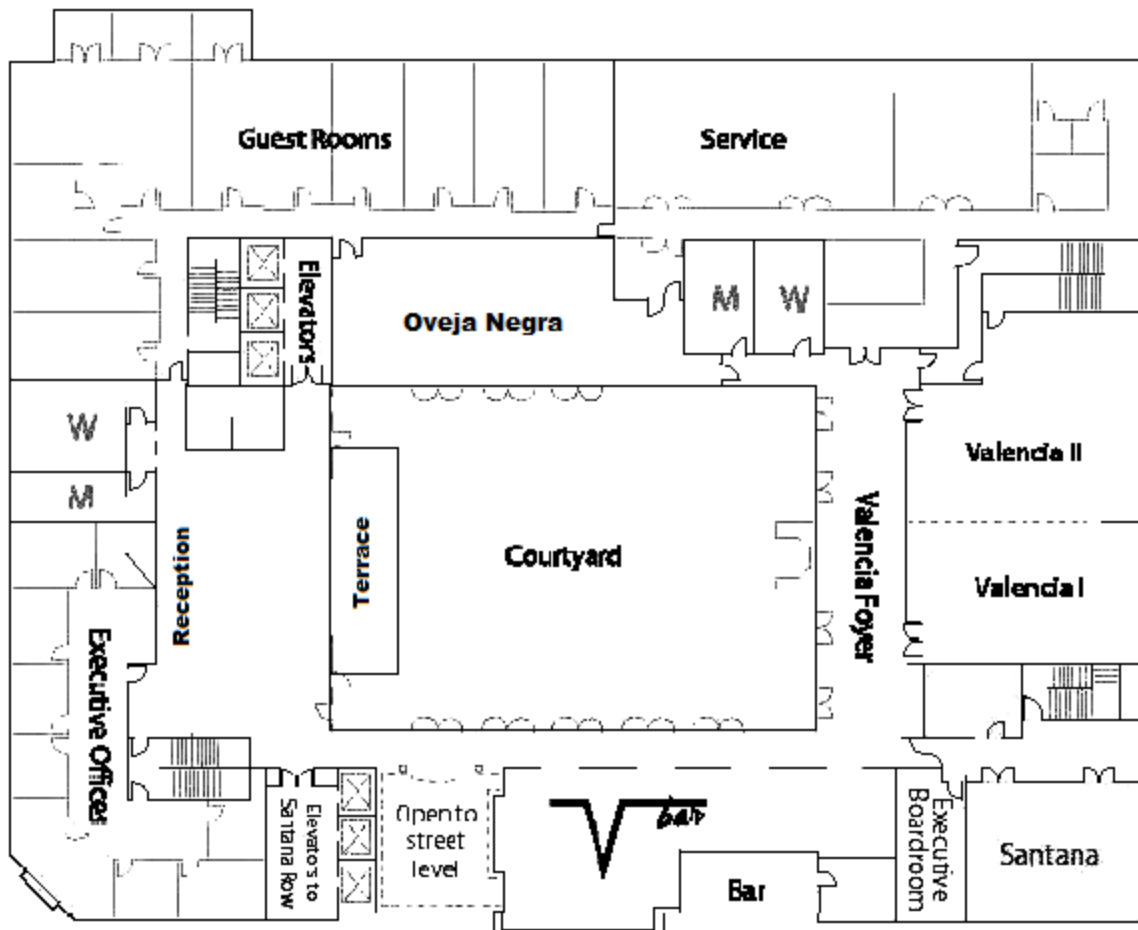 Guest Rooms
Service
Elevators
Oveja Negra
M
W
W
M
Valencia II
Valencia Foyer
Reception
Terrace
Courtyard
Valencia I
Executive Offices
Elevators to
Santana Row
Open to
street
level
V bar
Bar
Executive
Boardroom
Santana